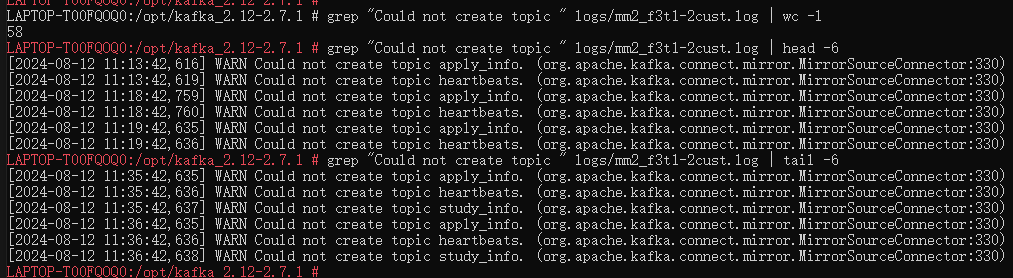 LAPTOP-T00FQOQ0:/opt/kafka_2.12-2.7.1 #
LAPTOP-T00FQOQ0:/opt/kafka_2.12-2.7.1 # grep "Could not create topic " logs/mm2_f3t1-2cust.log | wc -l
58
LAPTOP-T00FQOQ0:/opt/kafka_2.12-2.7.1 # grep "Could not create topic " logs/mm2_f3t1-2cust.log | head -6
[2024-08-12 11:13:42,616] WARN Could not create topic apply_info. (org.apache.kafka.connect.mirror.MirrorSourceConnector:330)
[2024-08-12 11:13:42,619] WARN Could not create topic heartbeats. (org.apache.kafka.connect.mirror.MirrorSourceConnector:330)
[2024-08-12 11:18:42,759] WARN Could not create topic apply_info. (org.apache.kafka.connect.mirror.MirrorSourceConnector:330)
[2024-08-12 11:18:42,760] WARN Could not create topic heartbeats. (org.apache.kafka.connect.mirror.MirrorSourceConnector:330)
[2024-08-12 11:19:42,635] WARN Could not create topic apply_info. (org.apache.kafka.connect.mirror.MirrorSourceConnector:330)
[2024-08-12 11:19:42,636] WARN Could not create topic heartbeats. (org.apache.kafka.connect.mirror.MirrorSourceConnector:330)
LAPTOP-T00FQOQ0:/opt/kafka_2.12-2.7.1 # grep "Could not create topic " logs/mm2_f3t1-2cust.log | tail -6
[2024-08-12 11:35:42,635] WARN Could not create topic apply_info. (org.apache.kafka.connect.mirror.MirrorSourceConnector:330)
[2024-08-12 11:35:42,636] WARN Could not create topic heartbeats. (org.apache.kafka.connect.mirror.MirrorSourceConnector:330)
[2024-08-12 11:35:42,637] WARN Could not create topic study_info. (org.apache.kafka.connect.mirror.MirrorSourceConnector:330)
[2024-08-12 11:36:42,635] WARN Could not create topic apply_info. (org.apache.kafka.connect.mirror.MirrorSourceConnector:330)
[2024-08-12 11:36:42,636] WARN Could not create topic heartbeats. (org.apache.kafka.connect.mirror.MirrorSourceConnector:330)
[2024-08-12 11:36:42,638] WARN Could not create topic study_info. (org.apache.kafka.connect.mirror.MirrorSourceConnector:330)
LAPTOP-T00FQOQ0:/opt/kafka_2.12-2.7.1 #